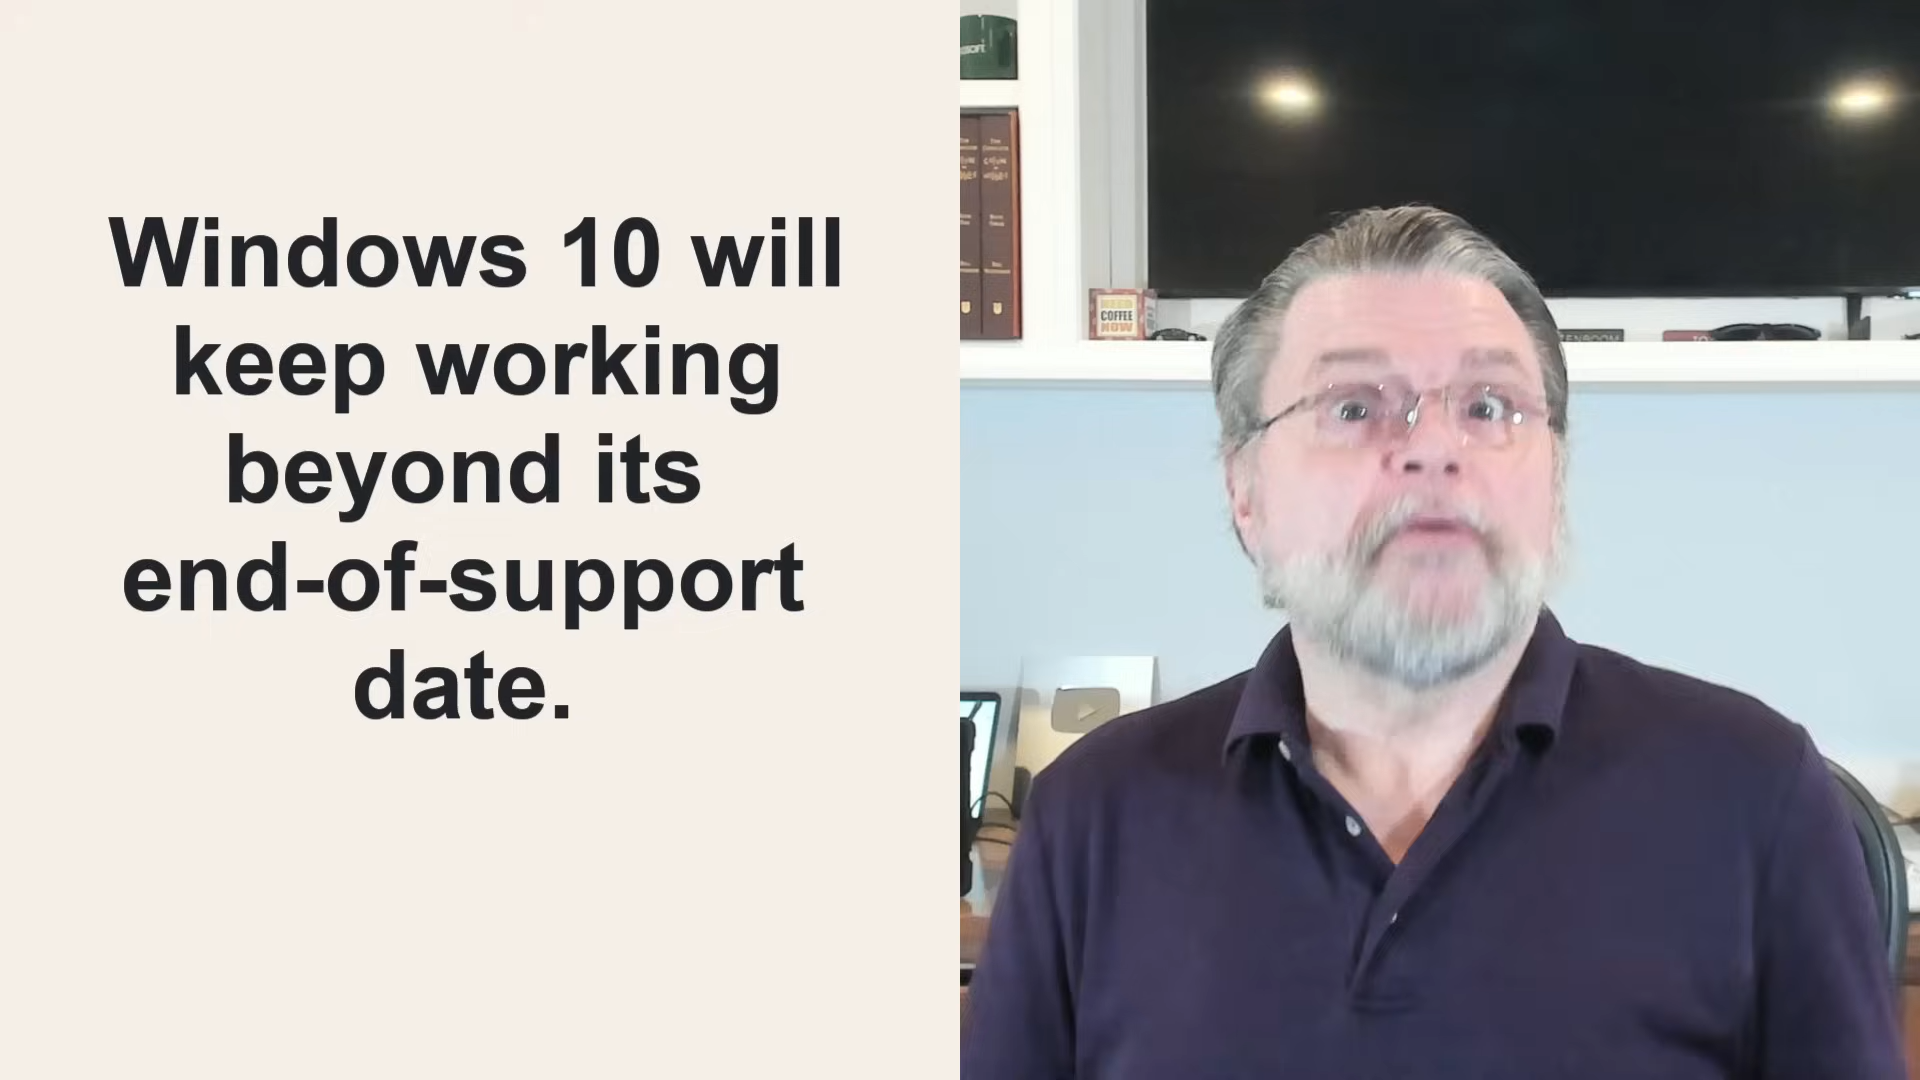 Windows 10 will
keep working
beyond its
end-of-support
date.
NEED
COFFEE
NOW